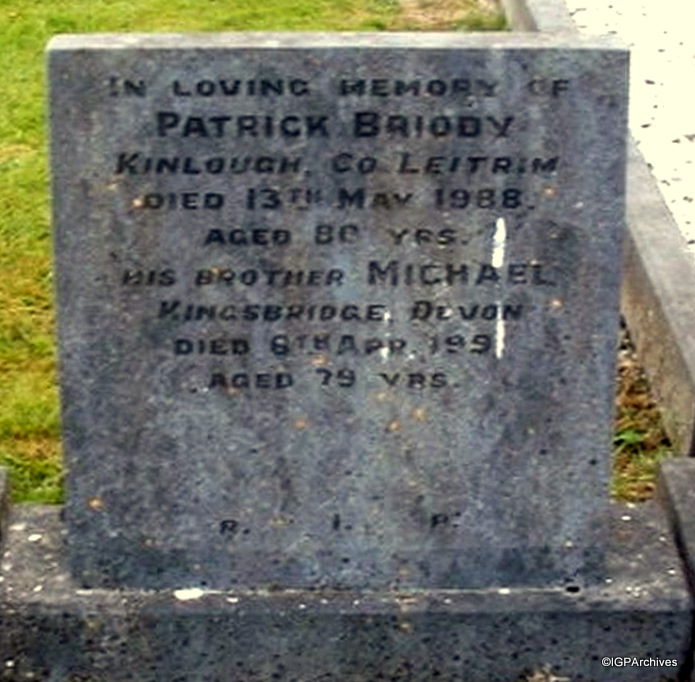 IN LOVING MEMORY OF
PATRICK BRIODY
KINLOUGH, CO LEITRIM
DIED 13TH MAY 1988.
AGED 80 YRS.
HIS BROTHER MICHAEL
KINGSBRIDGE, DEVON
DIED 6TH APR.
AGED 79 YRS.
R. I. P.
©IGPArchives